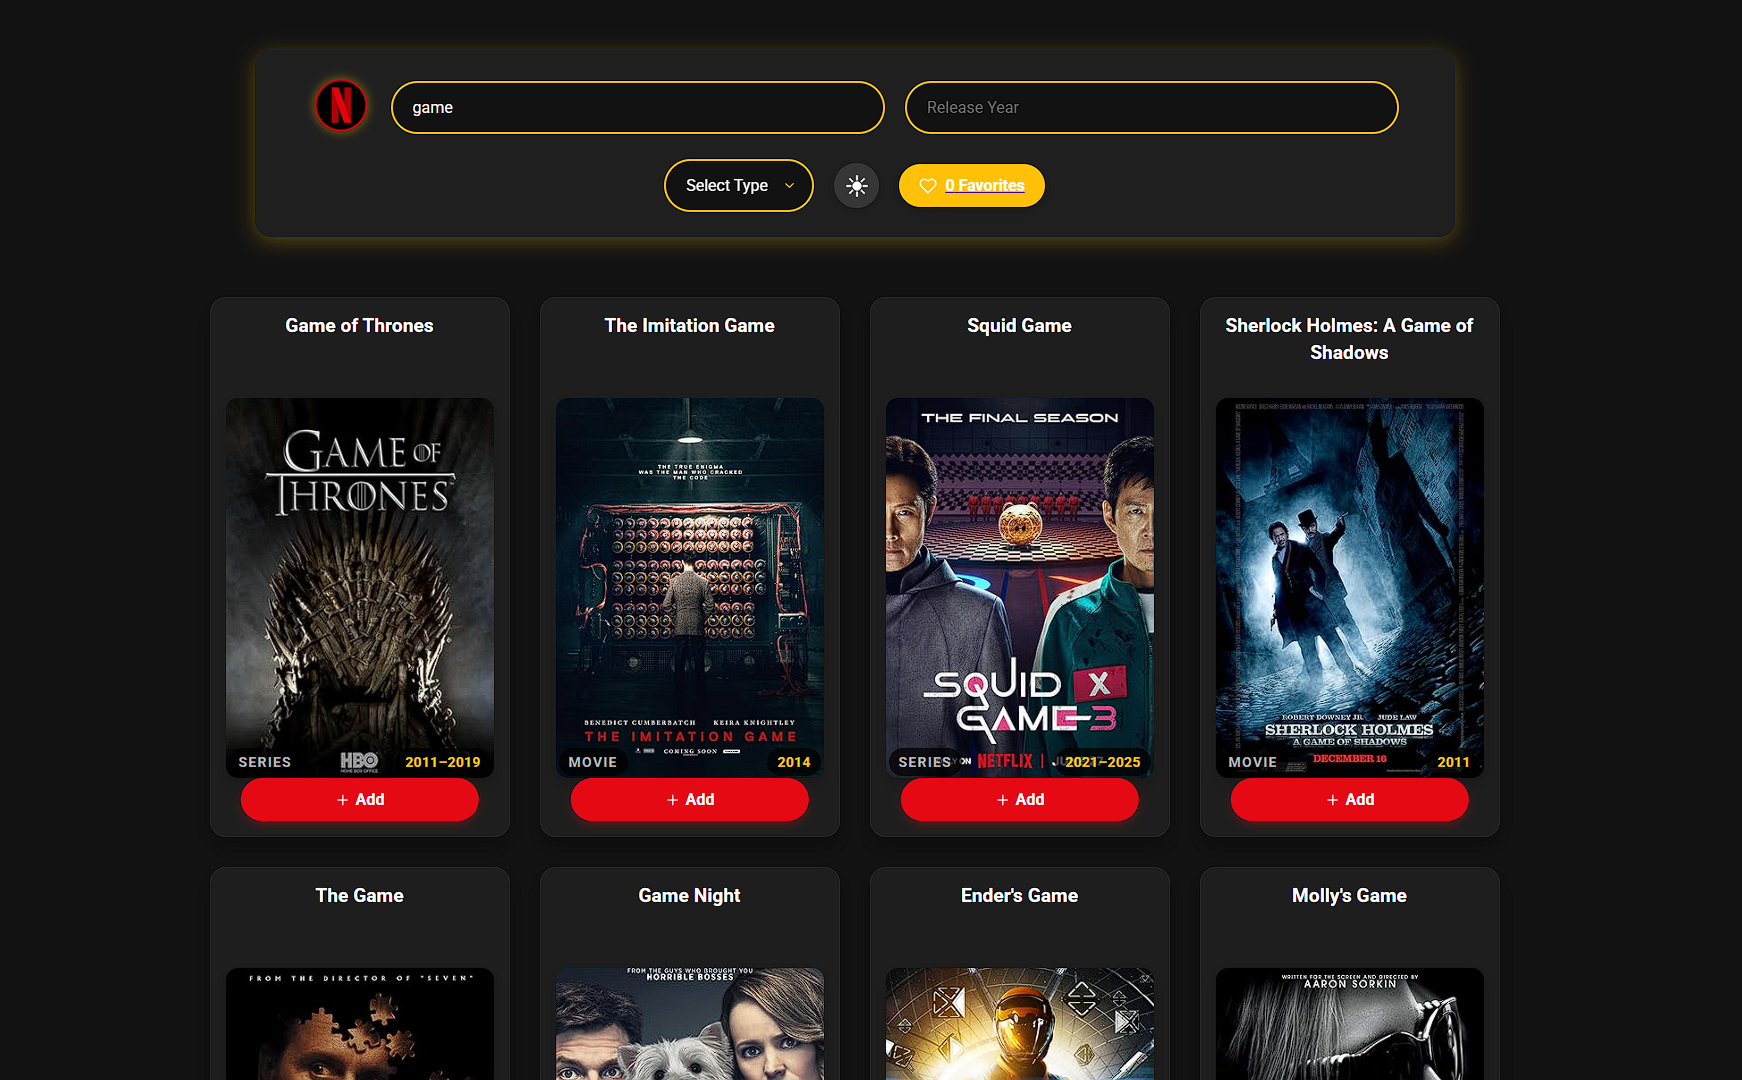 N
game
Release Year
Select Type
0 Favorites
Game of Thrones
The Imitation Game
Squid Game
Sherlock Holmes: A Game of
Shadows
GAME OF
THRONES
HBO
HOME BOX OFFICE
SERIES
2011–2019
+ Add
THE TRUE ENIGMA
WAS THE MAN WHO CRACKED
THE CODE
BENEDICT CUMBERBATCH KEIRA KNIGHTLEY
THE IMITATION GAME
COMING SOON
MOVIE
2014
+ Add
THE FINAL SEASON
SQUID
GAME 3
NETFLIX
SERIES
2021–2025
+ Add
ROBERT DOWNEY JR. JUDE LAW
SHERLOCK HOLMES
A GAME OF SHADOWS
DECEMBER 16
MOVIE
2011
+ Add
The Game
Game Night
Ender's Game
Molly's Game
FROM THE DIRECTOR OF "SEVEN"
FROM THE GUYS WHO BROUGHT YOU
HORRIBLE BOSSES
WRITTEN FOR THE SCREEN AND DIRECTED BY
AARON SORKIN